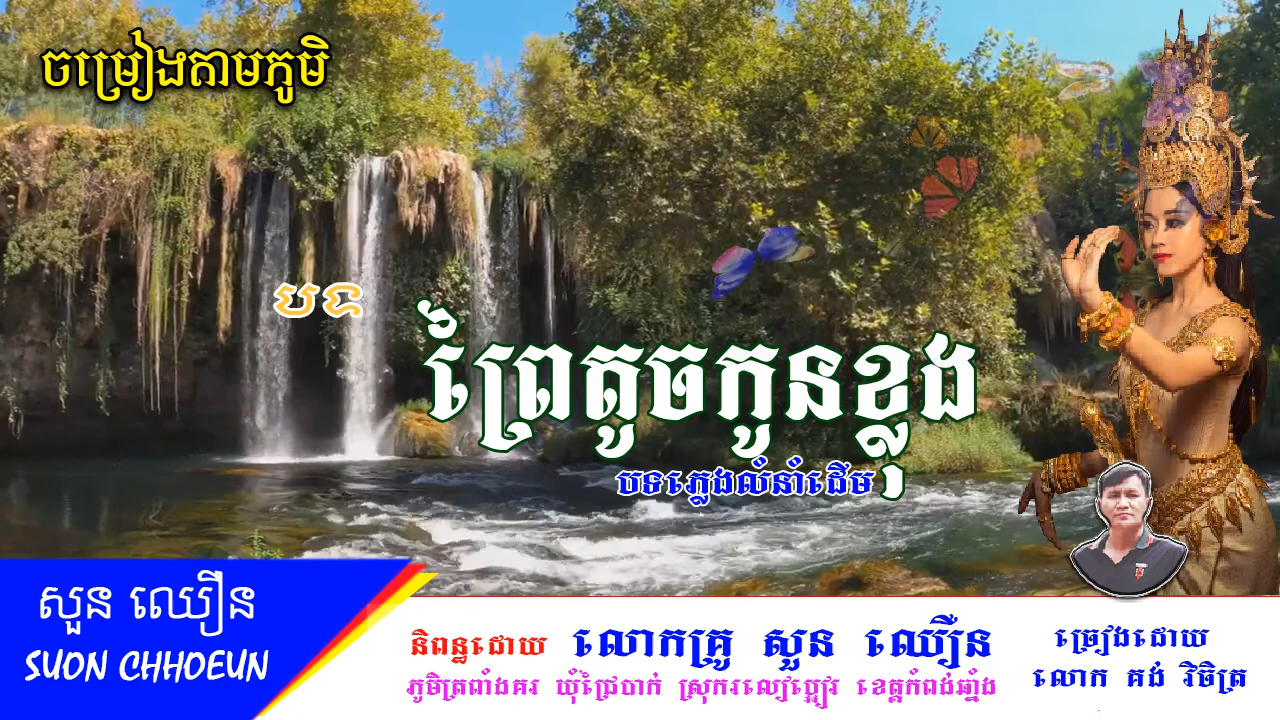 ចម្រៀងតាមភូមិ
បទ
ព្រៃតូចកូនខ្លុង
បទភ្លេងលំនាំដើម
សួន ឈឿន
SUON CHHOEUN
និពន្ឋដោយ លោកគ្រូ សួន ឈឿន
ភូមិត្រពាំងគរ ឃុំជ្រៃបាក់ ស្រុករលៀប្អៀរ ខេត្តកំពង់ឆ្នាំង
ច្រៀងដោយ
លោក គង់ វិចិត្រ